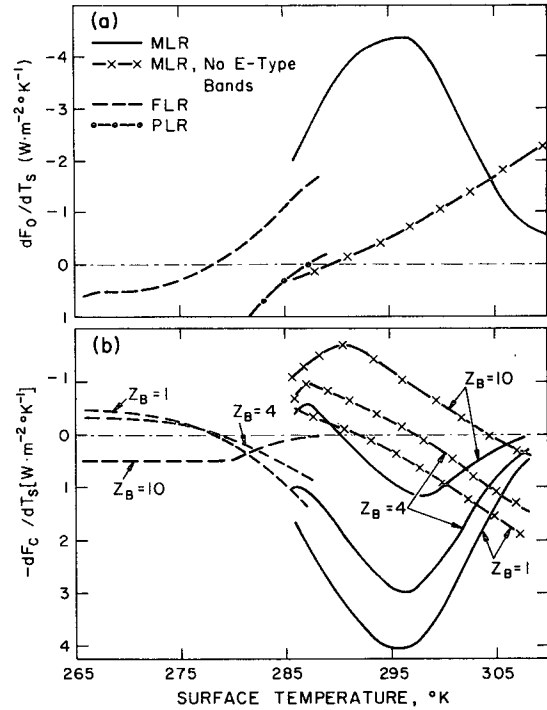 (a)
MLR
MLR, No E-Type
Bands
FLR
PLR
-4
-3
-2
-1
0
1
dF₀/dTₛ (W·m⁻²°K⁻¹)
(b)
Z_B=1
Z_B=4
Z_B=10
Z_B=10
Z_B=4
Z_B=1
-1
0
1
2
3
4
-dF_C/dTₛ[W·m⁻²°K⁻¹]
265
275
285
295
305
SURFACE TEMPERATURE, °K